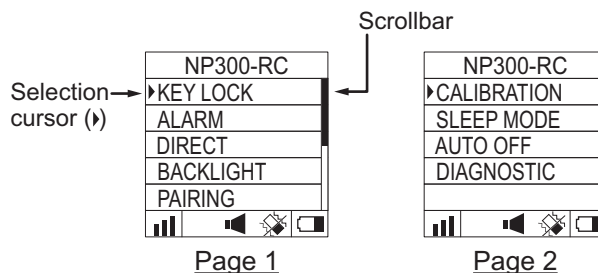 Scrollbar
NP300-RC
Selection
cursor (▶)
KEY LOCK
ALARM
DIRECT
BACKLIGHT
PAIRING
Page 1
NP300-RC
CALIBRATION
SLEEP MODE
AUTO OFF
DIAGNOSTIC
Page 2